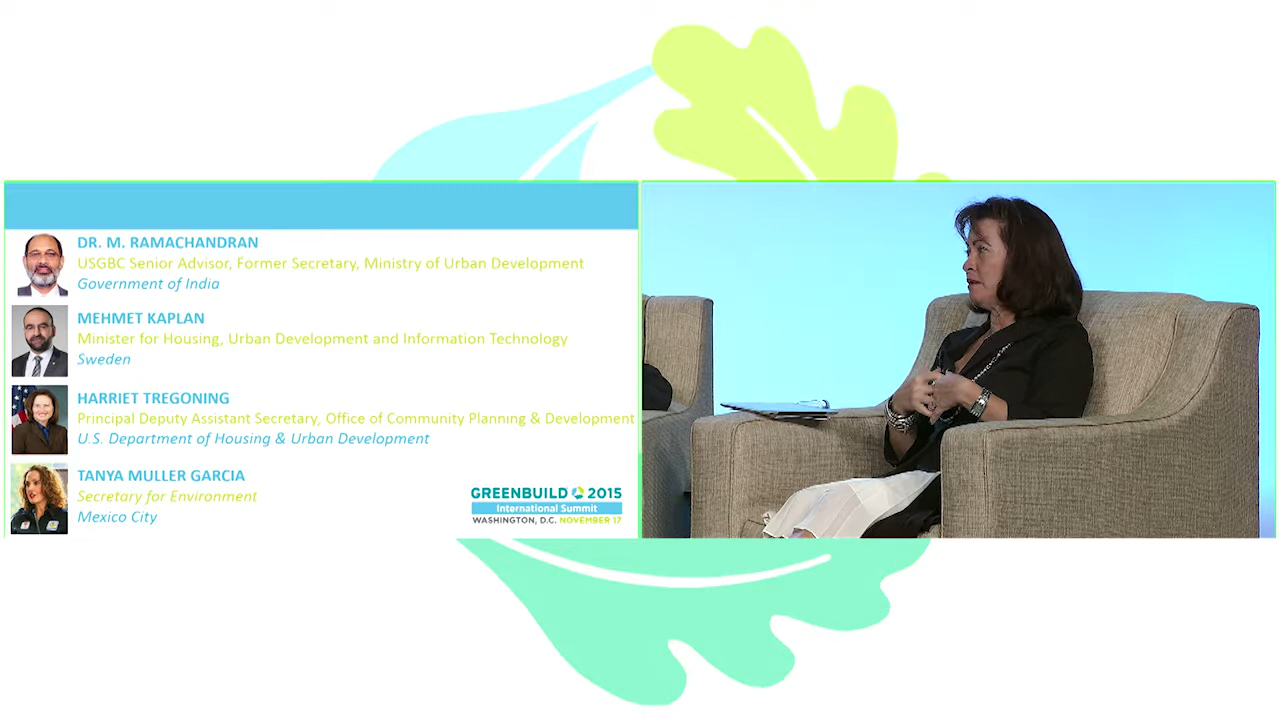 DR. M. RAMACHANDRAN
USGBC Senior Advisor, Former Secretary, Ministry of Urban Development
Government of India
MEHMET KAPLAN
Minister for Housing, Urban Development and Information Technology
Sweden
HARRIET TREGONING
Principal Deputy Assistant Secretary, Office of Community Planning & Development
U.S. Department of Housing & Urban Development
TANYA MULLER GARCIA
Secretary for Environment
Mexico City
GREENBUILD 2015
International Summit
WASHINGTON, D.C. NOVEMBER 17